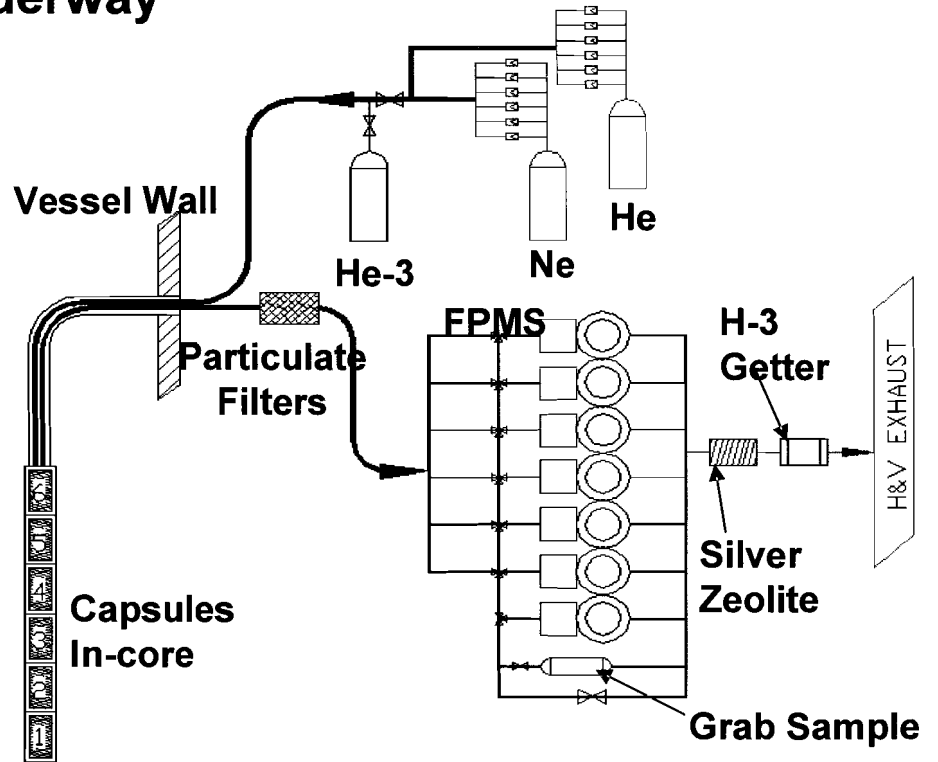 He
Ne
He-3
Vessel Wall
Particulate
Filters
FPMS
H-3
Getter
H&V EXHAUST
Silver
Zeolite
Grab Sample
Capsules
In-core
6
5
4
3
2
1